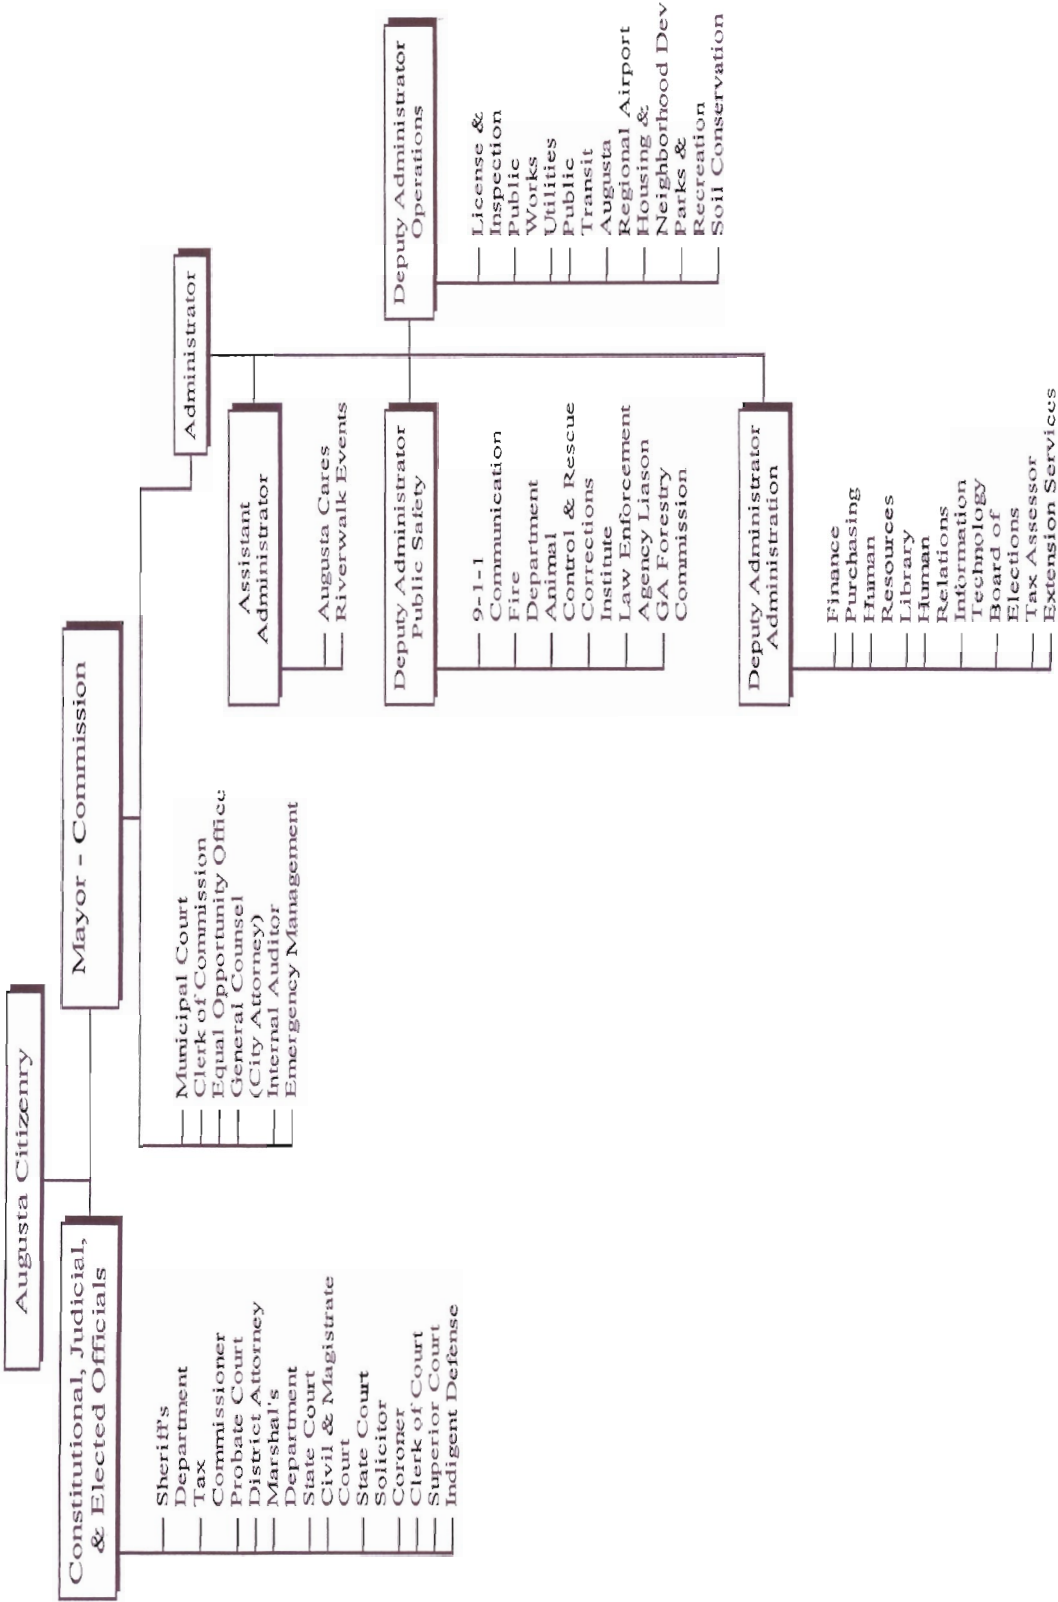 Augusta Citizenry
Constitutional, Judicial,
& Elected Officials
Sheriff's
Department
Tax
Commissioner
Probate Court
District Attorney
Marshal's
Department
State Court
Civil & Magistrate
Court
State Court
Solicitor
Coroner
Clerk of Court
Superior Court
Indigent Defense
Mayor - Commission
Municipal Court
Clerk of Commission
Equal Opportunity Office
General Counsel
(City Attorney)
Internal Auditor
Emergency Management
Administrator
Assistant
Administrator
Augusta Cares
Riverwalk Events
Deputy Administrator
Public Safety
9-1-1
Communication
Fire
Department
Animal
Control & Rescue
Corrections
Institute
Law Enforcement
Agency Liason
GA Forestry
Commission
Deputy Administrator
Operations
License &
Inspection
Public
Works
Utilities
Public
Transit
Augusta
Regional Airport
Housing &
Neighborhood Dev
Parks &
Recreation
Soil Conservation
Deputy Administrator
Administration
Finance
Purchasing
Human
Resources
Library
Human
Relations
Information
Technology
Board of
Elections
Tax Assessor
Extension Services